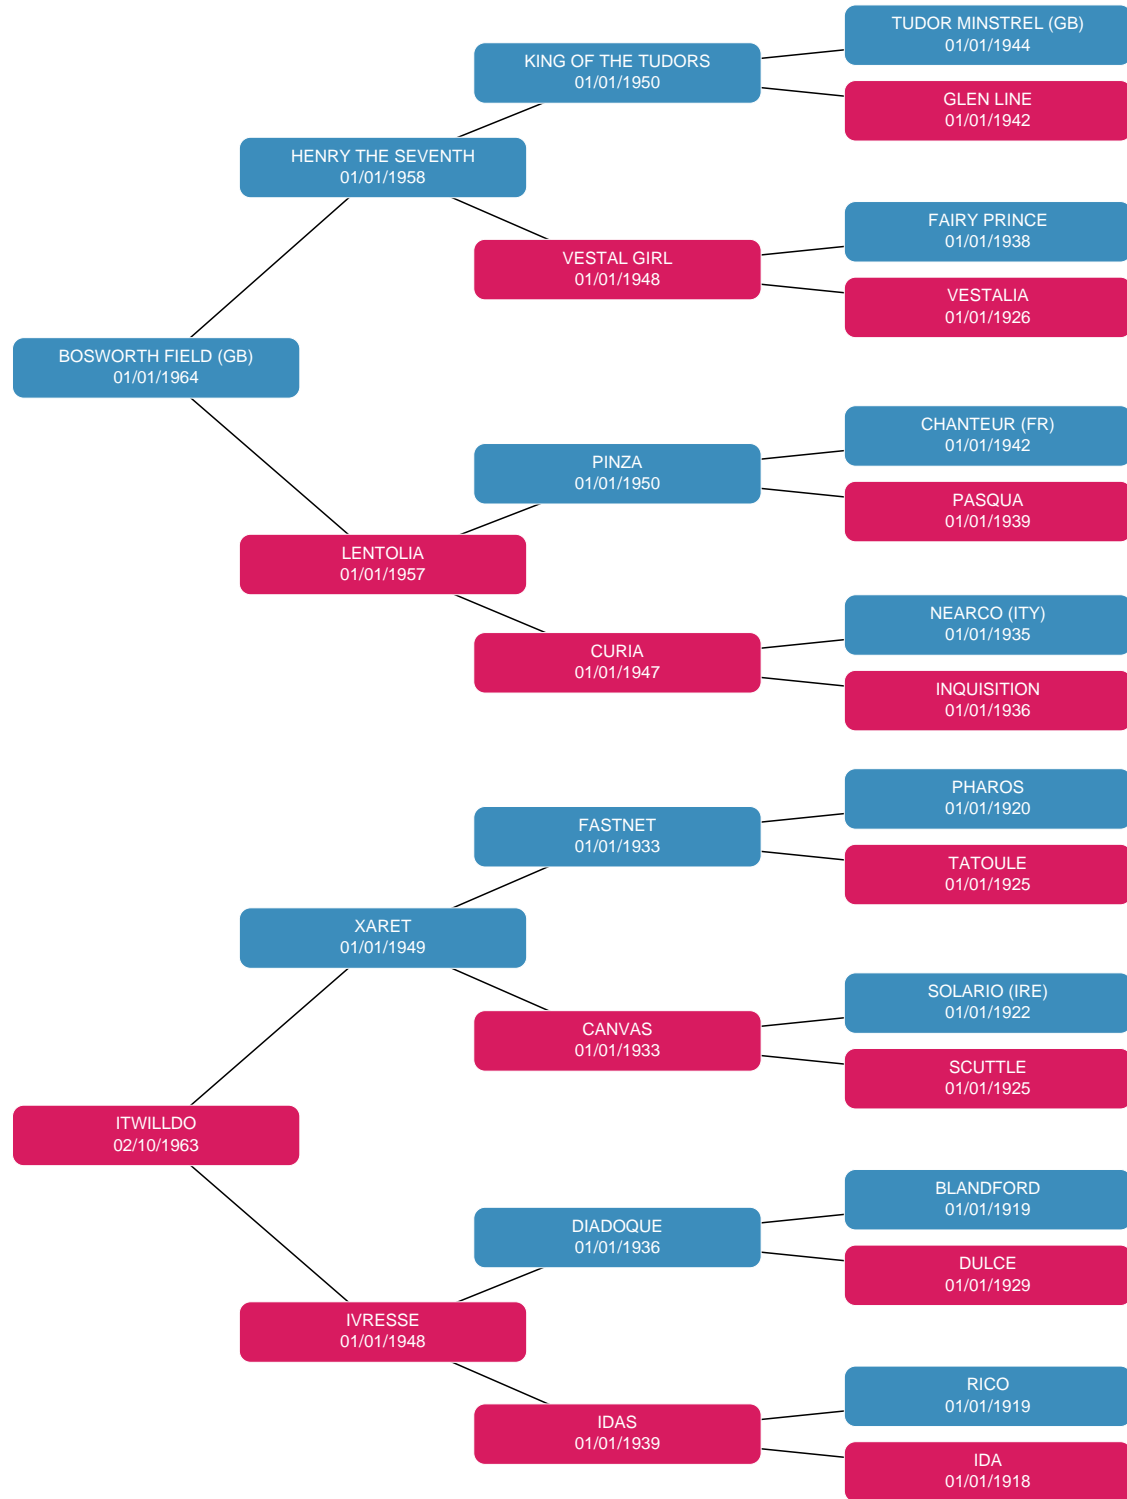 TUDOR MINSTREL (GB)
01/01/1944
KING OF THE TUDORS
01/01/1950
GLEN LINE
01/01/1942
HENRY THE SEVENTH
01/01/1958
FAIRY PRINCE
01/01/1938
VESTAL GIRL
01/01/1948
VESTALIA
01/01/1926
BOSWORTH FIELD (GB)
01/01/1964
CHANTEUR (FR)
01/01/1942
PINZA
01/01/1950
PASQUA
01/01/1939
LENTOLIA
01/01/1957
NEARCO (ITY)
01/01/1935
CURIA
01/01/1947
INQUISITION
01/01/1936
PHAROS
01/01/1920
FASTNET
01/01/1933
TATOULE
01/01/1925
XARET
01/01/1949
SOLARIO (IRE)
01/01/1922
CANVAS
01/01/1933
SCUTTLE
01/01/1925
ITWILLDO
02/10/1963
BLANDFORD
01/01/1919
DIADOQUE
01/01/1936
DULCE
01/01/1929
IVRESSE
01/01/1948
RICO
01/01/1919
IDAS
01/01/1939
IDA
01/01/1918